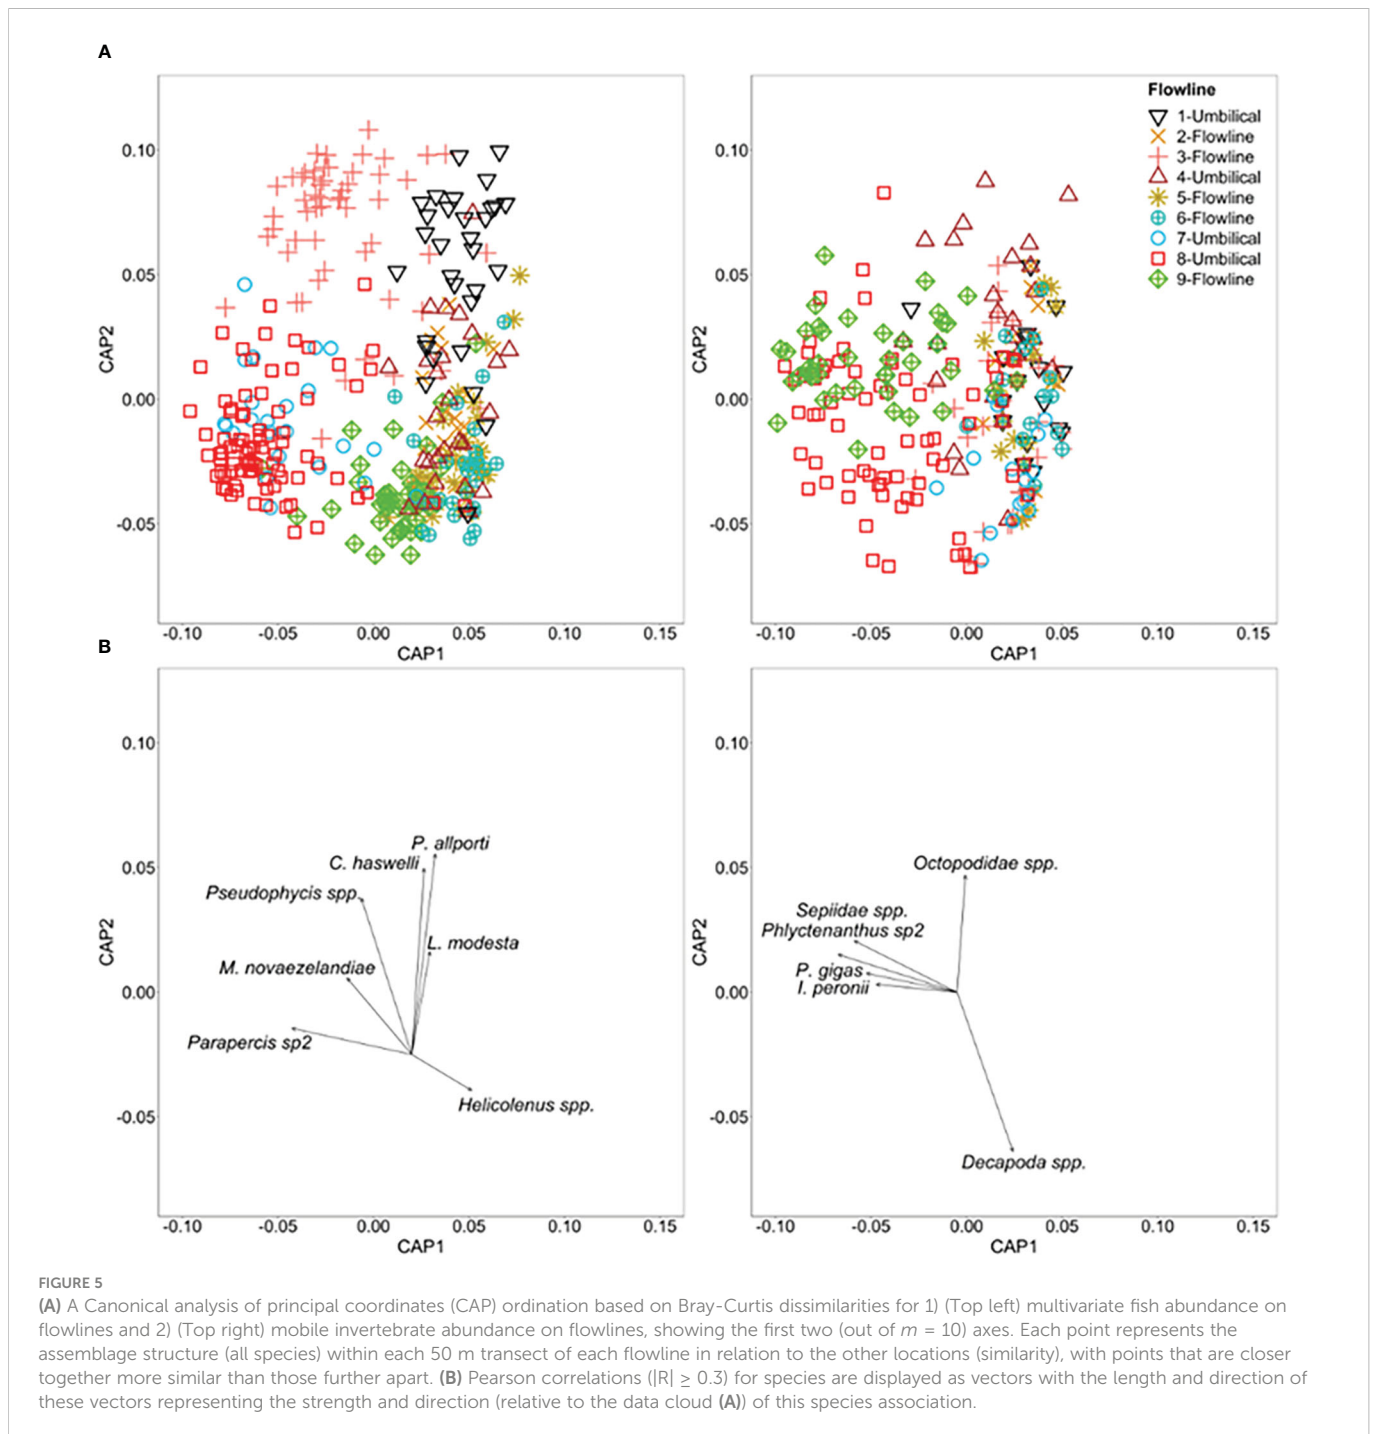 A
0.10
0.05
0.00
-0.05
CAP2
-0.10
-0.05
0.00
0.05
0.10
0.15
CAP1
0.10
0.05
0.00
-0.05
CAP2
-0.10
-0.05
0.00
0.05
0.10
0.15
CAP1
Flowline
1-Umbilical
2-Flowline
3-Flowline
4-Umbilical
5-Flowline
6-Flowline
7-Umbilical
8-Umbilical
9-Flowline
B
0.10
0.05
0.00
-0.05
CAP2
P. allporti
C. haswelli
Pseudophycis spp.
L. modesta
M. novaezelandiae
Parapercis sp2
Helicolenus spp.
-0.10
-0.05
0.00
0.05
0.10
0.15
CAP1
0.10
0.05
0.00
-0.05
CAP2
Octopodidae spp.
Sepiidae spp.
Phlyctenanthus sp2
P. gigas
I. peronii
Decapoda spp.
-0.10
-0.05
0.00
0.05
0.10
0.15
CAP1
FIGURE 5
(A) A Canonical analysis of principal coordinates (CAP) ordination based on Bray-Curtis dissimilarities for 1) (Top left) multivariate fish abundance on
flowlines and 2) (Top right) mobile invertebrate abundance on flowlines, showing the first two (out of m = 10) axes. Each point represents the
assemblage structure (all species) within each 50 m transect of each flowline in relation to the other locations (similarity), with points that are closer
together more similar than those further apart. (B) Pearson correlations (|R| ≥ 0.3) for species are displayed as vectors with the length and direction of
these vectors representing the strength and direction (relative to the data cloud (A)) of this species association.